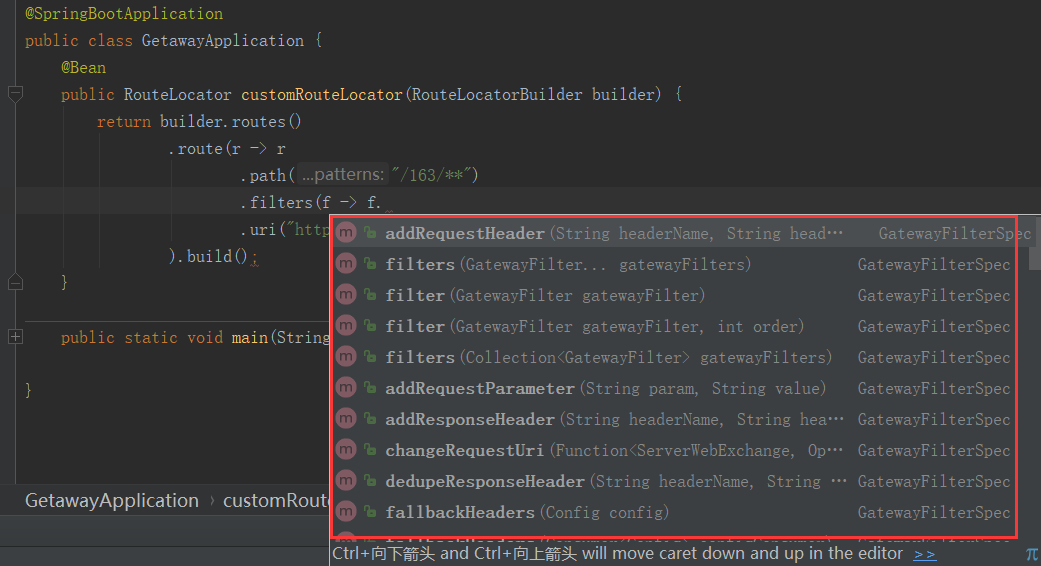 @SpringBootApplication
public class GetawayApplication {
@Bean
public RouteLocator customRouteLocator(RouteLocatorBuilder builder) {
return builder.routes()
.route(r -> r
.path( ...patterns: "/163/**")
.filters(f -> f.
.uri("http
).build();
}
public static void main(String
}
addRequestHeader(String headerName, String head… GatewayFilterSpec
filters(GatewayFilter... gatewayFilters) GatewayFilterSpec
filter(GatewayFilter gatewayFilter) GatewayFilterSpec
filter(GatewayFilter gatewayFilter, int order) GatewayFilterSpec
filters(Collection<GatewayFilter> gatewayFilters) GatewayFilterSpec
addRequestParameter(String param, String value) GatewayFilterSpec
addResponseHeader(String headerName, String hea… GatewayFilterSpec
changeRequestUri(Function<ServerWebExchange, Op… GatewayFilterSpec
dedupeResponseHeader(String headerName, String … GatewayFilterSpec
fallbackHeaders(Config config) GatewayFilterSpec
GetawayApplication › customRout
Ctrl+向下箭头 and Ctrl+向上箭头 will move caret down and up in the editor >> π